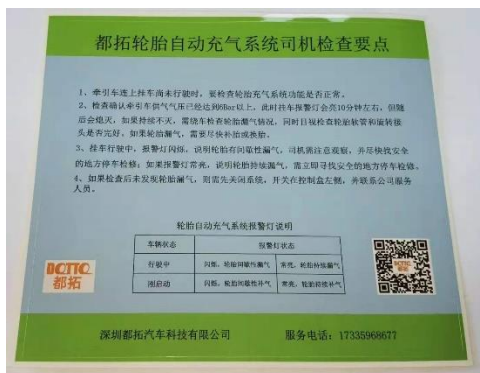 都拓轮胎自动充气系统司机检查要点
1、牵引车连上挂车尚未行驶时，要检查轮胎充气系统功能是否正常。
2、检查确认牵引车供气气压已经达到6Bar以上，此时挂车报警灯会亮10分钟左右，但随
后会熄灭，如果持续不灭，需绕车检查轮胎漏气情况，同时目视检查轮胎软管和旋转接
头是否完好，如果轮胎漏气，需要尽快补胎或换胎。
3、挂车行驶中，报警灯闪烁，说明轮胎有间歇性漏气，司机需注意观察，并尽快找安全
的地方停车检修；如果报警灯常亮，说明轮胎持续漏气，需立即寻找安全的地方停车检修。
4、如果检查后未发现轮胎漏气，则需先关闭系统，开关在控制盒左侧，并联系公司服务
人员。
轮胎自动充气系统报警灯说明
车辆状态 报警灯状态
行驶中 闪烁，轮胎间歇性漏气 常亮，轮胎持续漏气
刚启动 闪烁，轮胎间歇性补气 常亮，轮胎持续补气
DOTTO
都拓
深圳都拓汽车科技有限公司 服务电话：17335968677